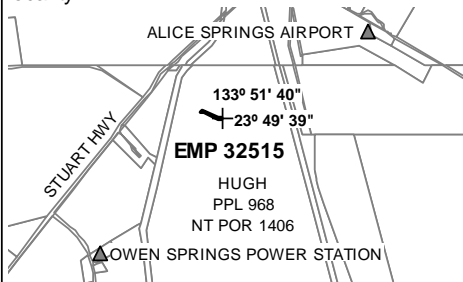 ALICE SPRINGS AIRPORT
133º 51' 40"
23º 49' 39"
STUART HWY
EMP 32515
HUGH
PPL 968
NT POR 1406
OWEN SPRINGS POWER STATION